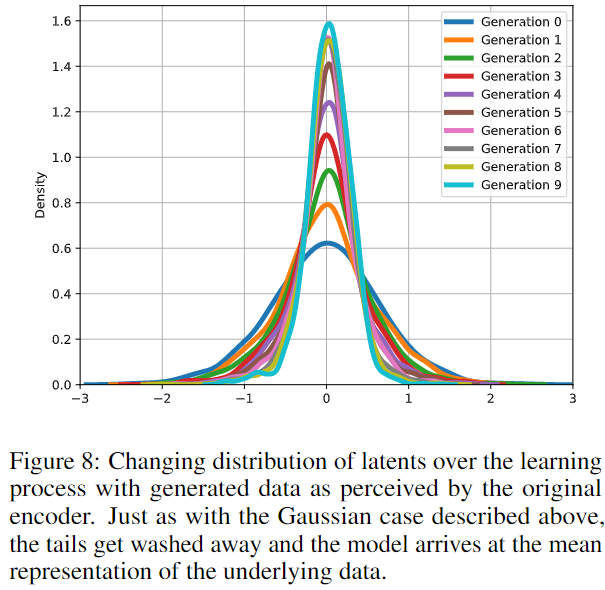 1.6
1.4
1.2
1.0
0.8
0.6
0.4
0.2
0.0
Density
−3
−2
−1
0
1
2
3
Generation 0
Generation 1
Generation 2
Generation 3
Generation 4
Generation 5
Generation 6
Generation 7
Generation 8
Generation 9
Figure 8: Changing distribution of latents over the learning
process with generated data as perceived by the original
encoder. Just as with the Gaussian case described above,
the tails get washed away and the model arrives at the mean
representation of the underlying data.